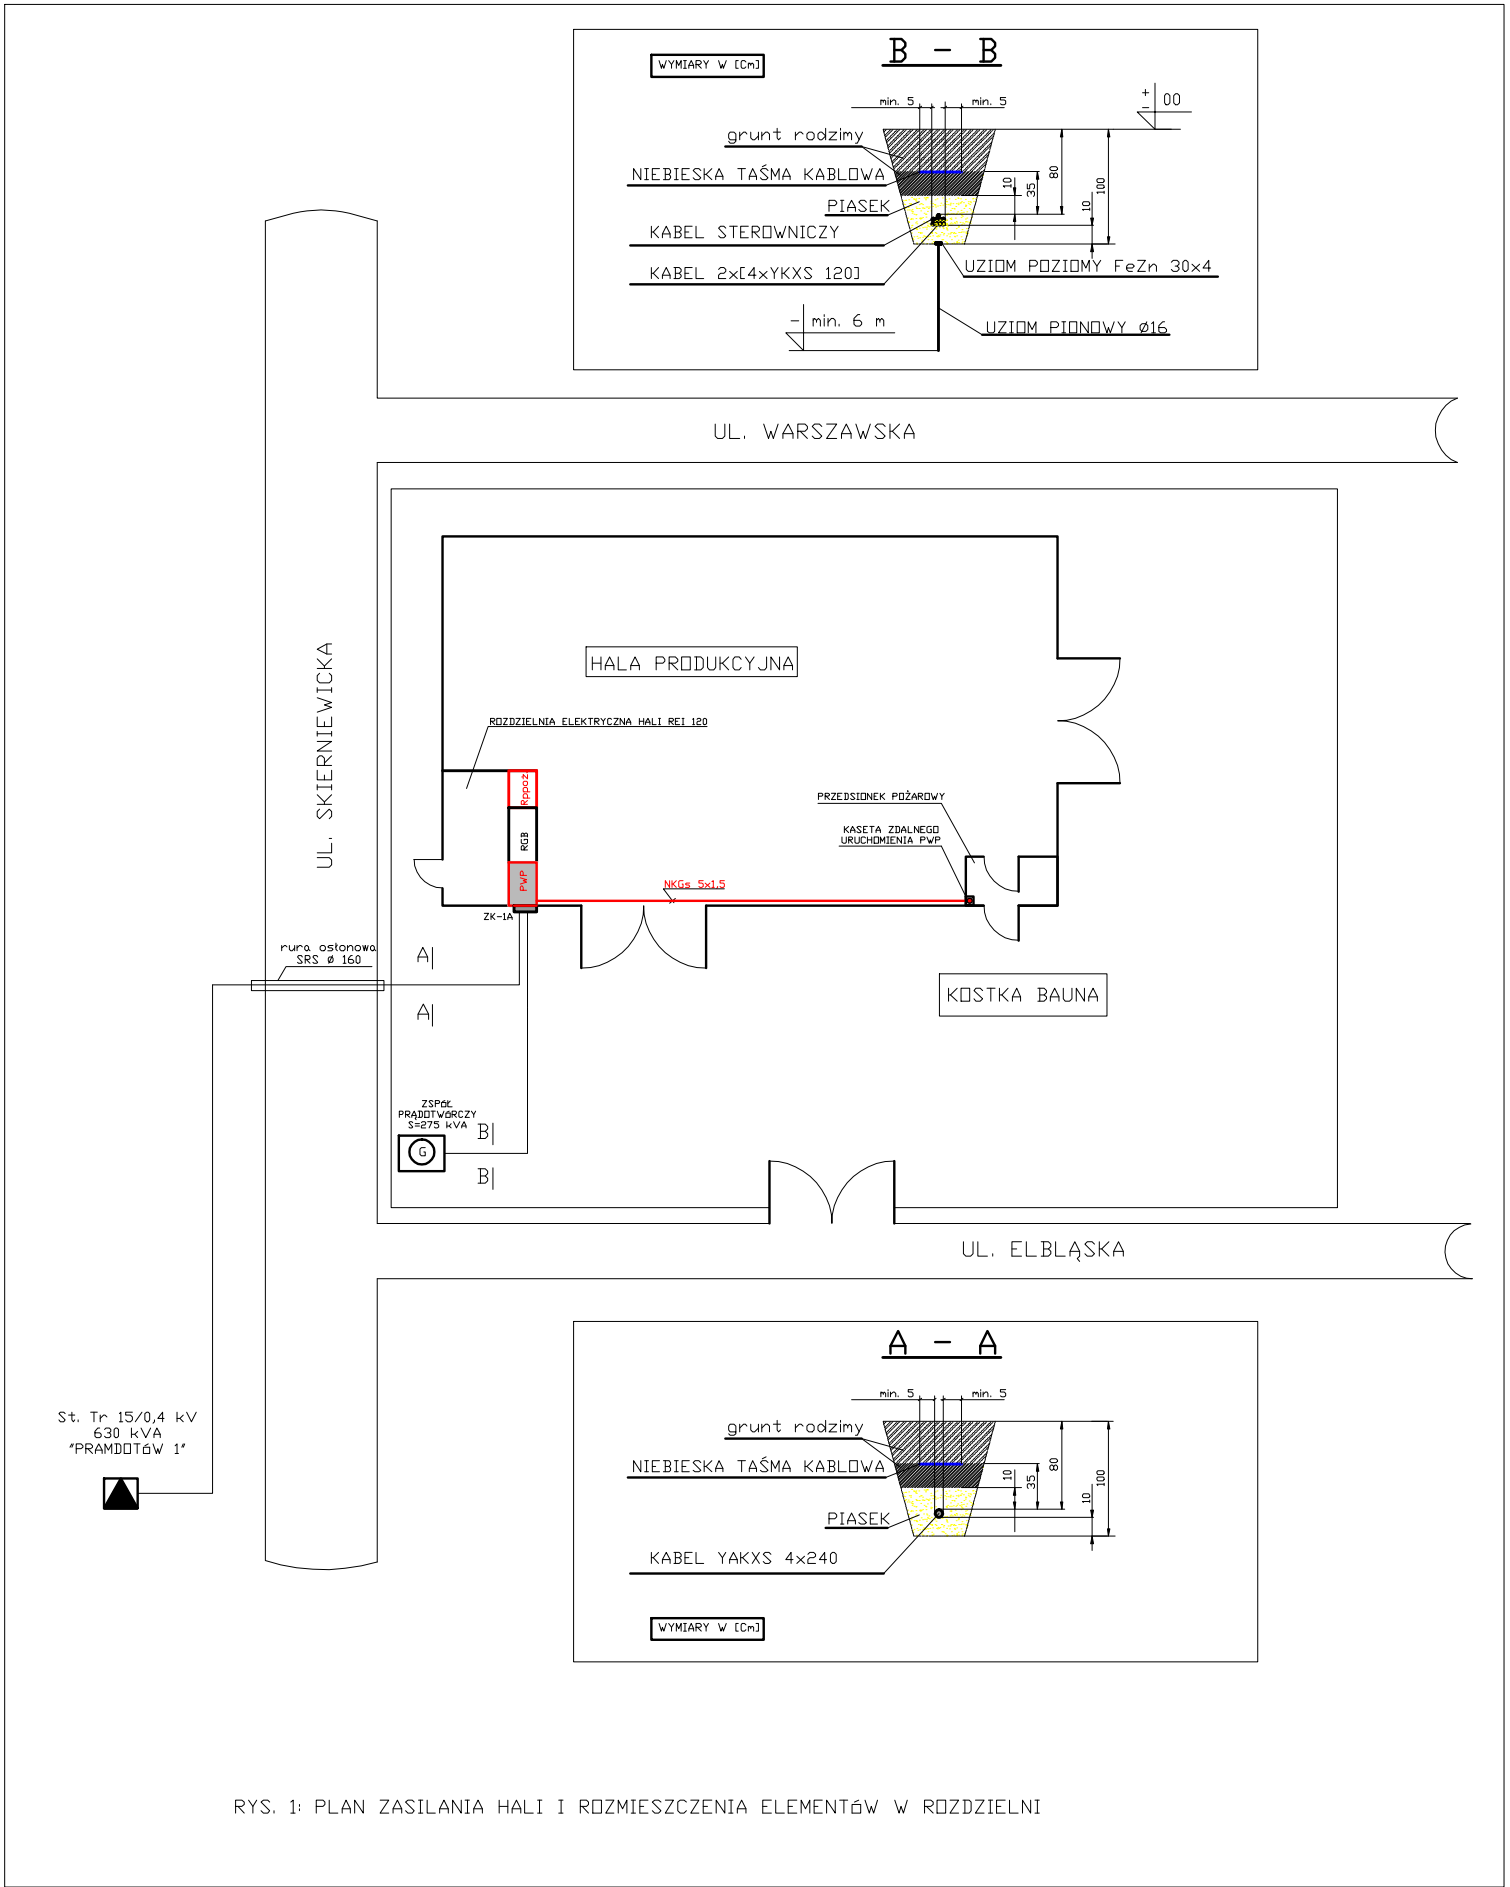 B - B
WYMIARY W [Cm]
min. 5
min. 5
+
-
00
grunt rodzimy
NIEBIESKA TAŚMA KABLOWA
PIASEK
KABEL STEROWNICZY
KABEL 2x[4xYKXS 120]
10
35
80
10
100
UZIOM POZIOMY FeZn 30x4
- min. 6 m
UZIOM PIONOWY ø16
UL. WARSZAWSKA
UL. SKIERNIEWICKA
HALA PRODUKCYJNA
ROZDZIELNIA ELEKTRYCZNA HALI REI 120
Rppoż.
RGB
PWP
ZK-1A
PRZEDSIONEK POŻAROWY
KASETA ZDALNEGO
URUCHOMIENIA PWP
NKGs 5x1,5
rura osłonowa
SRS ø 160
A
A
KOSTKA BAUNA
ZSPÓŁ
PRĄDOTWÓRCZY
S=275 kVA
G
B
B
UL. ELBLĄSKA
A - A
min. 5
min. 5
grunt rodzimy
NIEBIESKA TAŚMA KABLOWA
PIASEK
KABEL YAKXS 4x240
10
35
80
10
100
WYMIARY W [Cm]
St. Tr 15/0,4 kV
630 kVA
"PRAMDOTÓW 1"
RYS. 1: PLAN ZASILANIA HALI I ROZMIESZCZENIA ELEMENTÓW W ROZDZIELNI